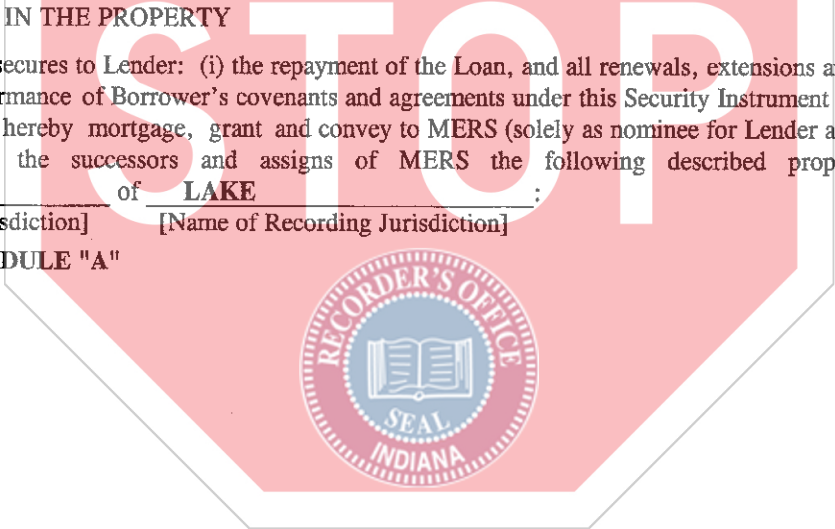 IN THE PROPERTY
STOP
secures to Lender: (i) the repayment of the Loan, and all renewals, extensions a
rmance of Borrower's covenants and agreements under this Security Instrument
hereby mortgage, grant and convey to MERS (solely as nominee for Lender a
the successors and assigns of MERS the following described prop
of LAKE :
sdiction] [Name of Recording Jurisdiction]
DULE "A"
RECORDER'S OFFICE
SEAL
INDIANA